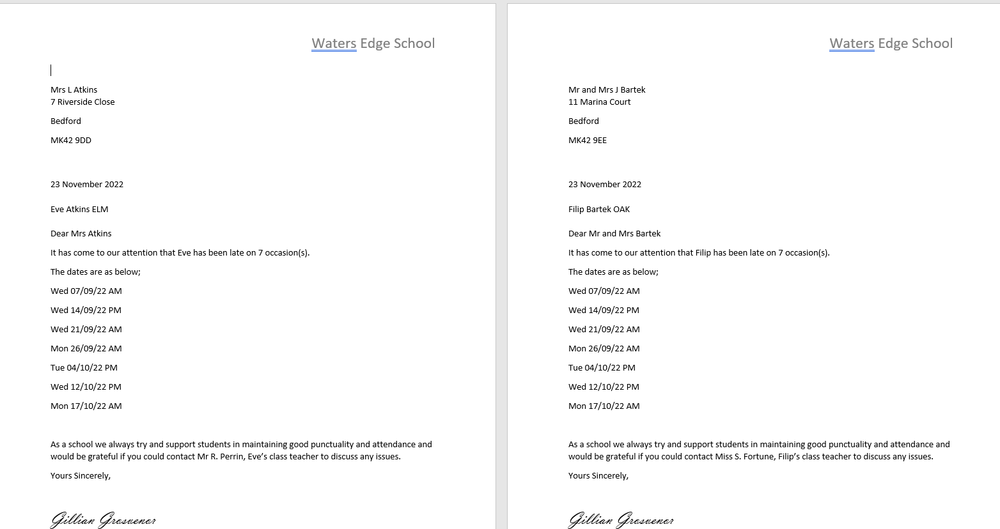 Waters Edge School
Mrs L Atkins
7 Riverside Close
Bedford
MK42 9DD
23 November 2022
Eve Atkins ELM
Dear Mrs Atkins
It has come to our attention that Eve has been late on 7 occasion(s).
The dates are as below;
Wed 07/09/22 AM
Wed 14/09/22 PM
Wed 21/09/22 AM
Mon 26/09/22 AM
Tue 04/10/22 PM
Wed 12/10/22 PM
Mon 17/10/22 AM
As a school we always try and support students in maintaining good punctuality and attendance and
would be grateful if you could contact Mr R. Perrin, Eve’s class teacher to discuss any issues.
Yours Sincerely,
Gillian Grosvenor
Waters Edge School
Mr and Mrs J Bartek
11 Marina Court
Bedford
MK42 9EE
23 November 2022
Filip Bartek OAK
Dear Mr and Mrs Bartek
It has come to our attention that Filip has been late on 7 occasion(s).
The dates are as below;
Wed 07/09/22 AM
Wed 14/09/22 PM
Wed 21/09/22 AM
Mon 26/09/22 AM
Tue 04/10/22 PM
Wed 12/10/22 PM
Mon 17/10/22 AM
As a school we always try and support students in maintaining good punctuality and attendance and
would be grateful if you could contact Miss S. Fortune, Filip’s class teacher to discuss any issues.
Yours Sincerely,
Gillian Grosvenor